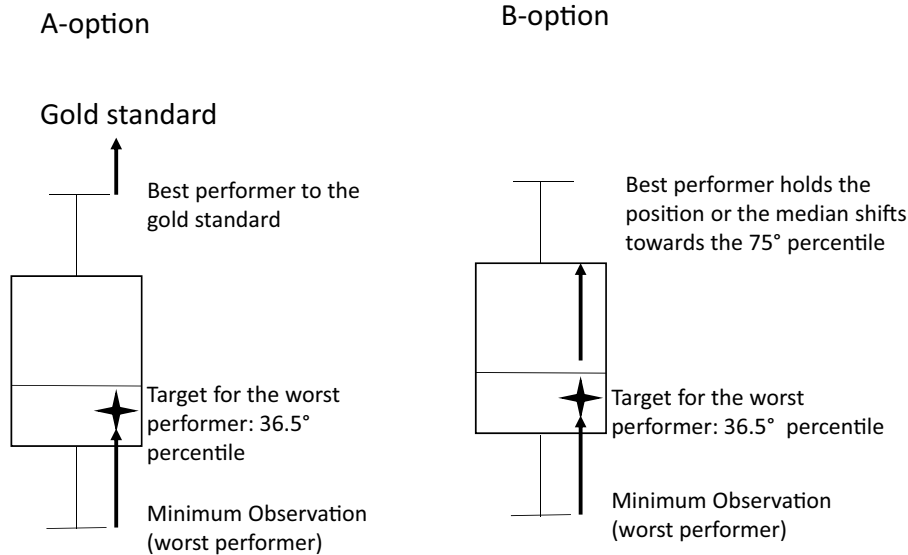 A-option
Gold standard
Best performer to the
gold standard
Target for the worst
performer: 36.5°
percentile
Minimum Observation
(worst performer)
B-option
Best performer holds the
position or the median shifts
towards the 75° percentile
Target for the worst
performer: 36.5° percentile
Minimum Observation
(worst performer)